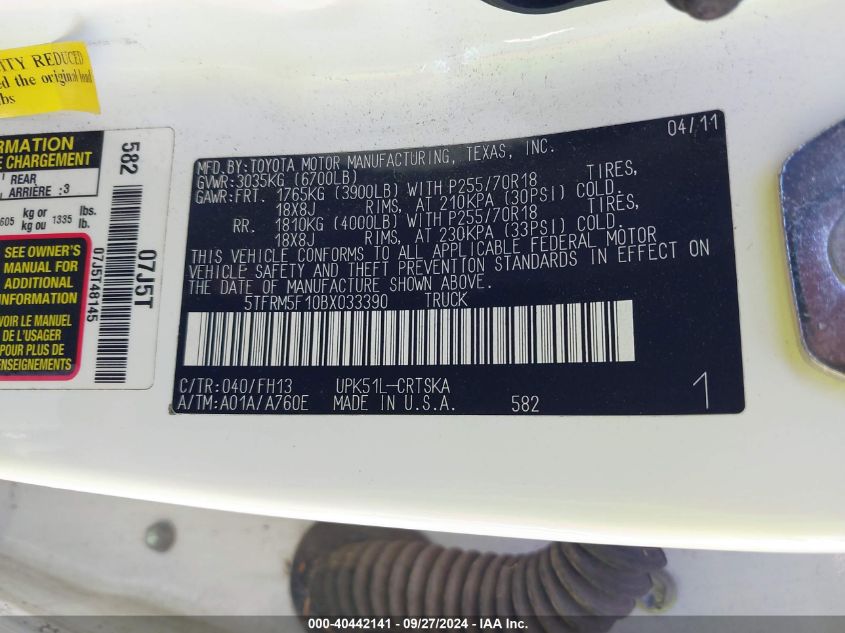 ITY REDUCED
ed the original load
lbs
ORMATION
E CHARGEMENT
REAR
ARRIÈRE : 3
605 kg or kg ou 1335 lbs. lb.
SEE OWNER'S
MANUAL FOR
ADDITIONAL
INFORMATION
VOIR LE MANUEL
DE L'USAGER
POUR PLUS DE
RENSEIGNEMENTS
582
07J5T
07J5T48145
04/11
MFD.BY:TOYOTA MOTOR MANUFACTURING, TEXAS, INC.
GVWR:3035KG (6700LB)
GAWR:FRT. 1765KG (3900LB) WITH P255/70R18 TIRES,
18X8J RIMS, AT 210KPA (30PSI) COLD.
RR. 1810KG (4000LB) WITH P255/70R18 TIRES,
18X8J RIMS, AT 230KPA (33PSI) COLD.
THIS VEHICLE CONFORMS TO ALL APPLICABLE FEDERAL MOTOR
VEHICLE SAFETY AND THEFT PREVENTION STANDARDS IN EFFECT ON
THE DATE OF MANUFACTURE SHOWN ABOVE.
5TFRM5F10BX033390 TRUCK
C/TR:040/FH13 UPK51L-CRTSKA
A/TM:A01A/A760E MADE IN U.S.A. 582 1
000-40442141 - 09/27/2024 - IAA Inc.